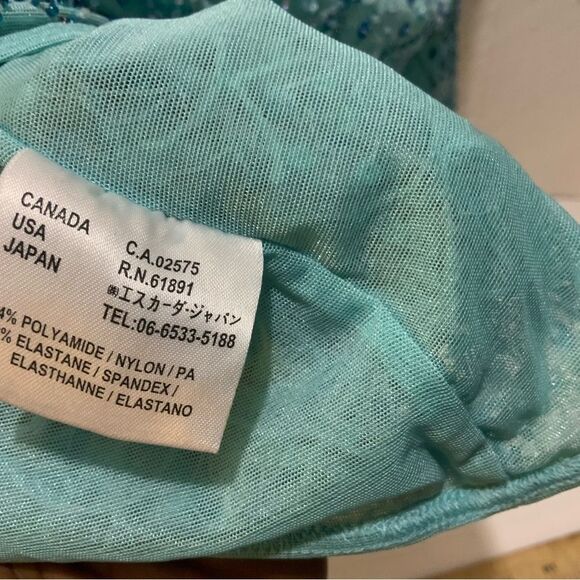 CANADA C.A.02575
USA R.N.61891
JAPAN ㈱エスカーダ・ジャパン
TEL:06-6533-5188
4% POLYAMIDE / NYLON / PA
% ELASTANE / SPANDEX /
ELASTHANNE / ELASTANO